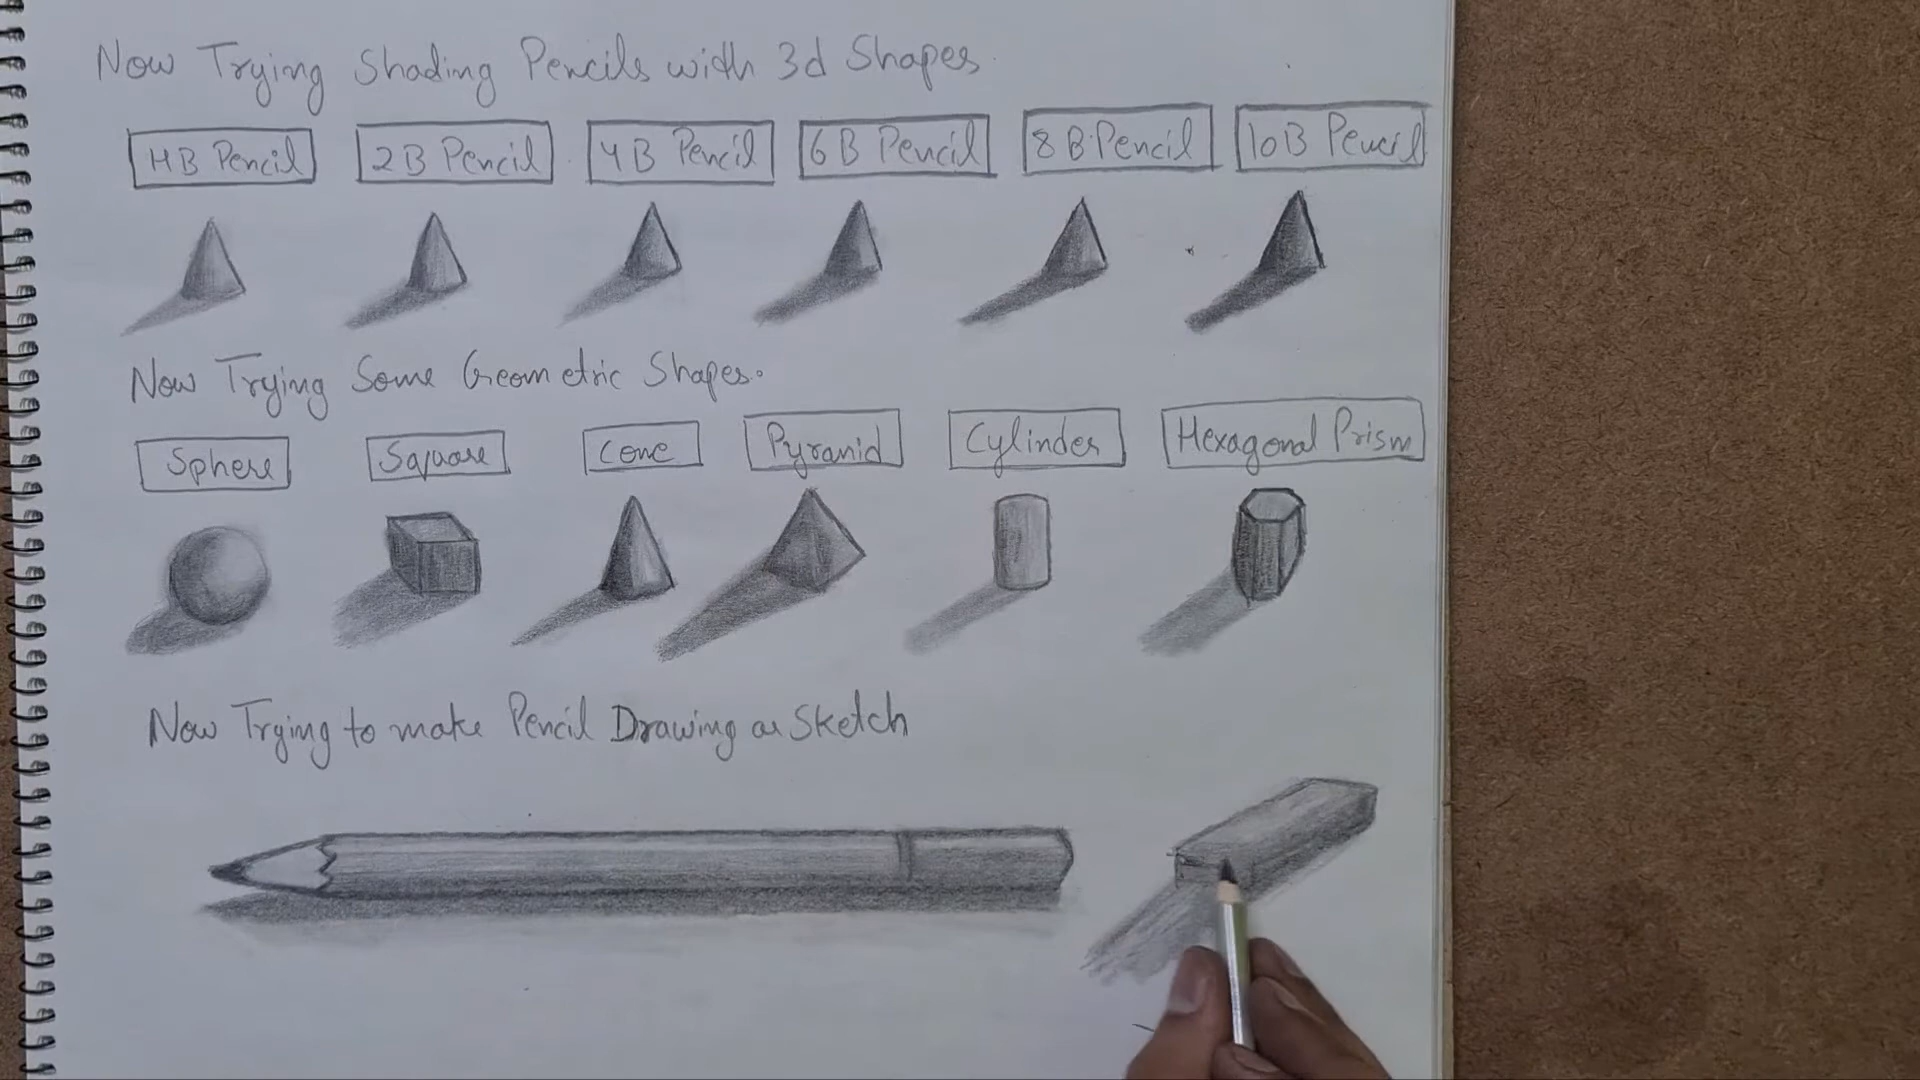 Now Trying Shading Pencils with 3d Shapes.
HB Pencil 2B Pencil 4B Pencil 6B Pencil 8B Pencil 10B Pencil
Now Trying Some Geometric Shapes.
Sphere Square Cone Pyramid Cylinder Hexagonal Prism
Now Trying to make Pencil Drawing or Sketch